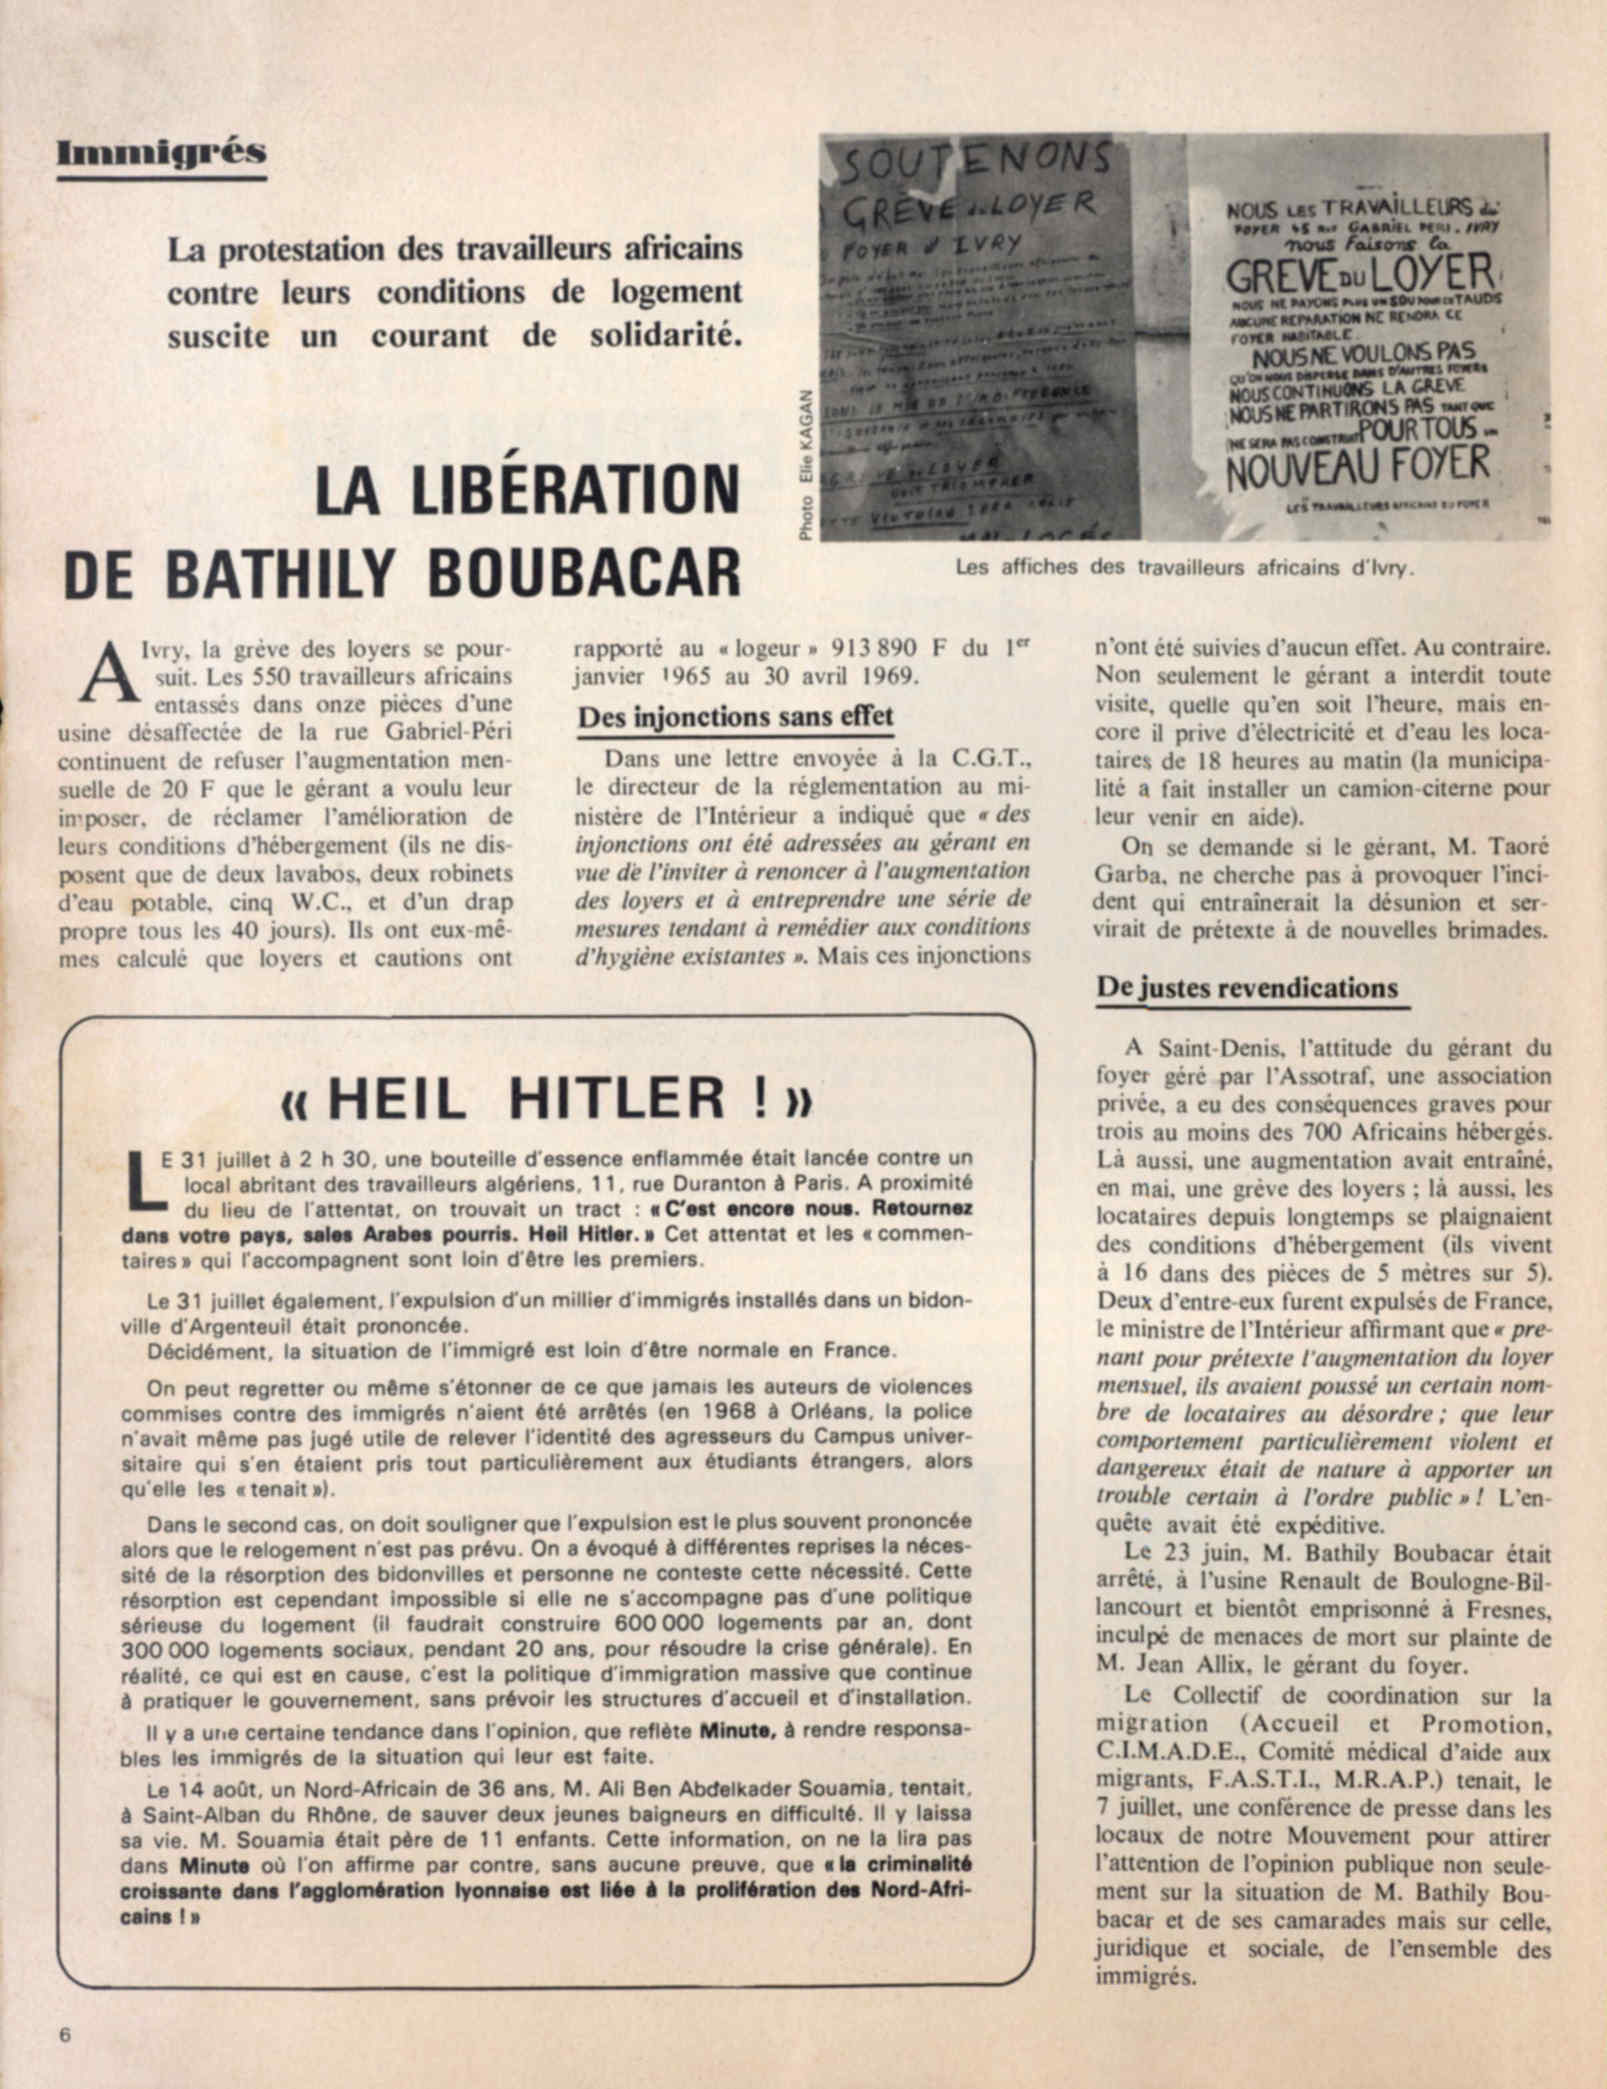 Immigrés
La protestation des travailleurs africains
contre leurs conditions de logement
suscite un courant de solidarité.
LA LIBÉRATION
DE BATHILY BOUBACAR
SOUTENONS
GRÈVE du LOYER
FOYER d'IVRY
NOUS LES TRAVAILLEURS du
FOYER 45 RUE GABRIEL PERI. IVRY
nous faisons la
GREVE DU LOYER
NOUS NE PAYONS PLUS UN SOU POUR CE TAUDIS
AUCUNE REPARATION NE RENDRA CE
FOYER HABITABLE.
NOUS NE VOULONS PAS
QU'ON NOUS DISPERSE DANS D'AUTRES FOYERS
NOUS CONTINUONS LA GREVE
NOUS NE PARTIRONS PAS TANT QUE
NE SERA PAS CONSTRUIT POUR TOUS UN
NOUVEAU FOYER
LES TRAVAILLEURS AFRICAINS DU FOYER
Photo Elie KAGAN
Les affiches des travailleurs africains d'Ivry.
A Ivry, la grève des loyers se pour-
suit. Les 550 travailleurs africains
entassés dans onze pièces d'une
usine désaffectée de la rue Gabriel-Péri
continuent de refuser l'augmentation men-
suelle de 20 F que le gérant a voulu leur
imposer, de réclamer l'amélioration de
leurs conditions d'hébergement (ils ne dis-
posent que de deux lavabos, deux robinets
d'eau potable, cinq W.C., et d'un drap
propre tous les 40 jours). Ils ont eux-mê-
mes calculé que loyers et cautions ont
rapporté au « logeur » 913 890 F du 1er
janvier 1965 au 30 avril 1969.
Des injonctions sans effet
Dans une lettre envoyée à la C.G.T.,
le directeur de la réglementation au mi-
nistère de l'Intérieur a indiqué que « des
injonctions ont été adressées au gérant en
vue de l'inviter à renoncer à l'augmentation
des loyers et à entreprendre une série de
mesures tendant à remédier aux conditions
d'hygiène existantes ». Mais ces injonctions
n'ont été suivies d'aucun effet. Au contraire.
Non seulement le gérant a interdit toute
visite, quelle qu'en soit l'heure, mais en-
core il prive d'électricité et d'eau les loca-
taires de 18 heures au matin (la municipa-
lité a fait installer un camion-citerne pour
leur venir en aide).
On se demande si le gérant, M. Taoré
Garba, ne cherche pas à provoquer l'inci-
dent qui entraînerait la désunion et ser-
virait de prétexte à de nouvelles brimades.
De justes revendications
A Saint-Denis, l'attitude du gérant du
foyer géré par l'Assotraf, une association
privée, a eu des conséquences graves pour
trois au moins des 700 Africains hébergés.
Là aussi, une augmentation avait entraîné,
en mai, une grève des loyers ; là aussi, les
locataires depuis longtemps se plaignaient
des conditions d'hébergement (ils vivent
à 16 dans des pièces de 5 mètres sur 5).
Deux d'entre-eux furent expulsés de France,
le ministre de l'Intérieur affirmant que « pre-
nant pour prétexte l'augmentation du loyer
mensuel, ils avaient poussé un certain nom-
bre de locataires au désordre ; que leur
comportement particulièrement violent et
dangereux était de nature à apporter un
trouble certain à l'ordre public » ! L'en-
quête avait été expéditive.
Le 23 juin, M. Bathily Boubacar était
arrêté, à l'usine Renault de Boulogne-Bil-
lancourt et bientôt emprisonné à Fresnes,
inculpé de menaces de mort sur plainte de
M. Jean Allix, le gérant du foyer.
Le Collectif de coordination sur la
migration (Accueil et Promotion,
C.I.M.A.D.E., Comité médical d'aide aux
migrants, F.A.S.T.I., M.R.A.P.) tenait, le
7 juillet, une conférence de presse dans les
locaux de notre Mouvement pour attirer
l'attention de l'opinion publique non seule-
ment sur la situation de M. Bathily Bou-
bacar et de ses camarades mais sur celle,
juridique et sociale, de l'ensemble des
immigrés.
« HEIL HITLER ! »
LE 31 juillet à 2 h 30, une bouteille d'essence enflammée était lancée contre un
local abritant des travailleurs algériens, 11, rue Duranton à Paris. A proximité
du lieu de l'attentat, on trouvait un tract : « C'est encore nous. Retournez
dans votre pays, sales Arabes pourris. Heil Hitler. » Cet attentat et les « commen-
taires » qui l'accompagnent sont loin d'être les premiers.
Le 31 juillet également, l'expulsion d'un millier d'immigrés installés dans un bidon-
ville d'Argenteuil était prononcée.
Décidément, la situation de l'immigré est loin d'être normale en France.
On peut regretter ou même s'étonner de ce que jamais les auteurs de violences
commises contre des immigrés n'aient été arrêtés (en 1968 à Orléans, la police
n'avait même pas jugé utile de relever l'identité des agresseurs du Campus univer-
sitaire qui s'en étaient pris tout particulièrement aux étudiants étrangers, alors
qu'elle les « tenait »).
Dans le second cas, on doit souligner que l'expulsion est le plus souvent prononcée
alors que le relogement n'est pas prévu. On a évoqué à différentes reprises la néces-
sité de la résorption des bidonvilles et personne ne conteste cette nécessité. Cette
résorption est cependant impossible si elle ne s'accompagne pas d'une politique
sérieuse du logement (il faudrait construire 600 000 logements par an, dont
300 000 logements sociaux, pendant 20 ans, pour résoudre la crise générale). En
réalité, ce qui est en cause, c'est la politique d'immigration massive que continue
à pratiquer le gouvernement, sans prévoir les structures d'accueil et d'installation.
Il y a une certaine tendance dans l'opinion, que reflète Minute, à rendre responsa-
bles les immigrés de la situation qui leur est faite.
Le 14 août, un Nord-Africain de 36 ans, M. Ali Ben Abdelkader Souamia, tentait,
à Saint-Alban du Rhône, de sauver deux jeunes baigneurs en difficulté. Il y laissa
sa vie. M. Souamia était père de 11 enfants. Cette information, on ne la lira pas
dans Minute où l'on affirme par contre, sans aucune preuve, que « la criminalité
croissante dans l'agglomération lyonnaise est liée à la prolifération des Nord-Afri-
cains ! »
6